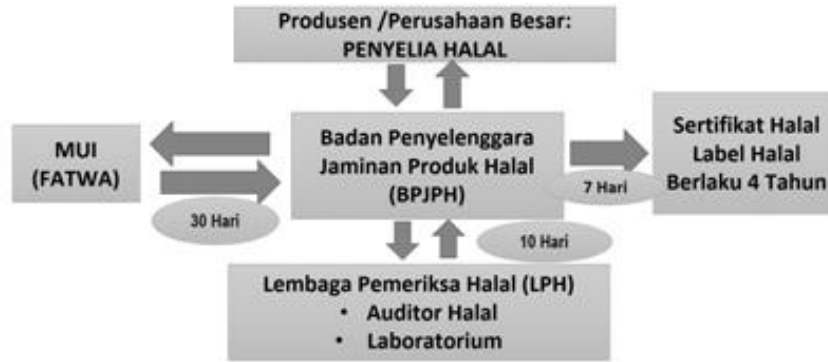 Produsen /Perusahaan Besar:
PENYELIA HALAL
MUI
(FATWA)
30 Hari
Badan Penyelenggara
Jaminan Produk Halal
(BPJPH)
7 Hari
Sertifikat Halal
Label Halal
Berlaku 4 Tahun
10 Hari
Lembaga Pemeriksa Halal (LPH)
• Auditor Halal
• Laboratorium